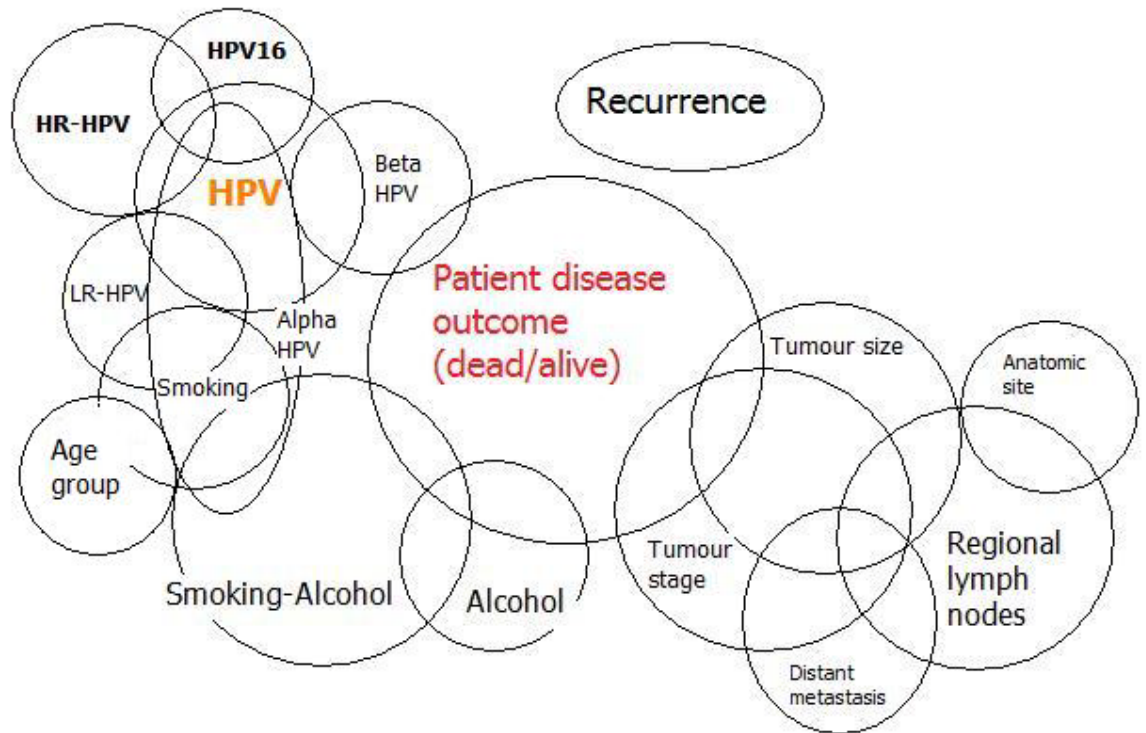 HPV16
Recurrence
HR-HPV
Beta
HPV
HPV
Patient disease
outcome
(dead/alive)
LR-HPV
Alpha
HPV
Tumour size
Anatomic
site
Smoking
Age
group
Tumour
stage
Regional
lymph
nodes
Smoking-Alcohol
Alcohol
Distant
metastasis